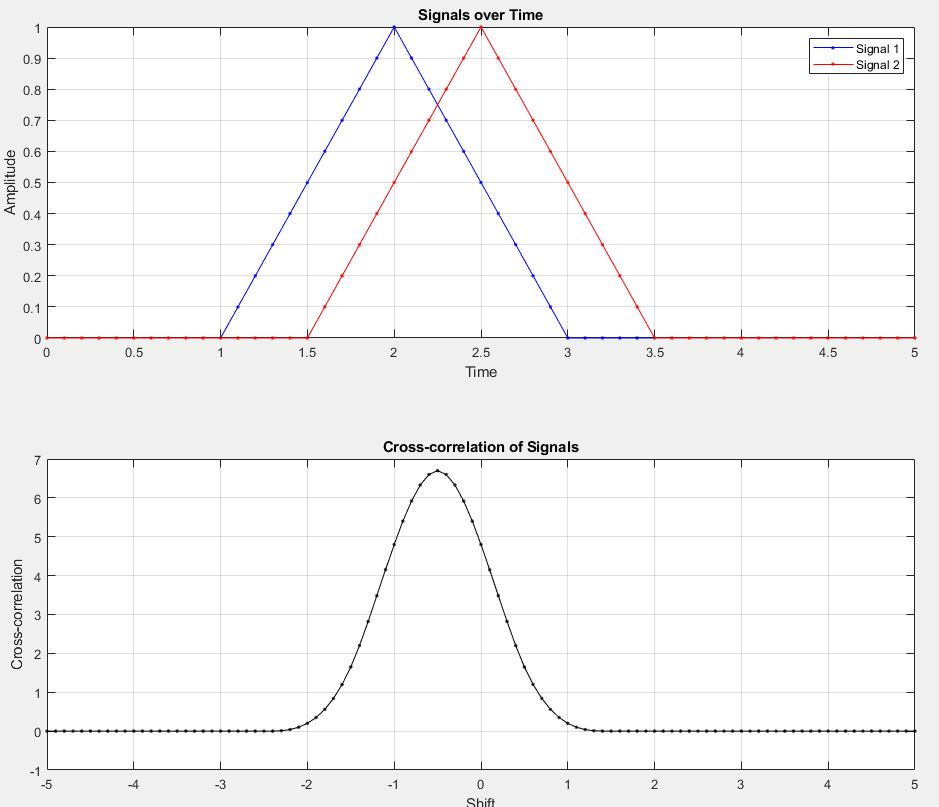 Signals over Time
1
0.9
0.8
0.7
0.6
0.5
0.4
0.3
0.2
0.1
0
Amplitude
Signal 1
Signal 2
0 0.5 1 1.5 2 2.5 3 3.5 4 4.5 5
Time
Cross-correlation of Signals
7
6
5
4
3
2
1
0
-1
Cross-correlation
-5 -4 -3 -2 -1 0 1 2 3 4 5
Shift